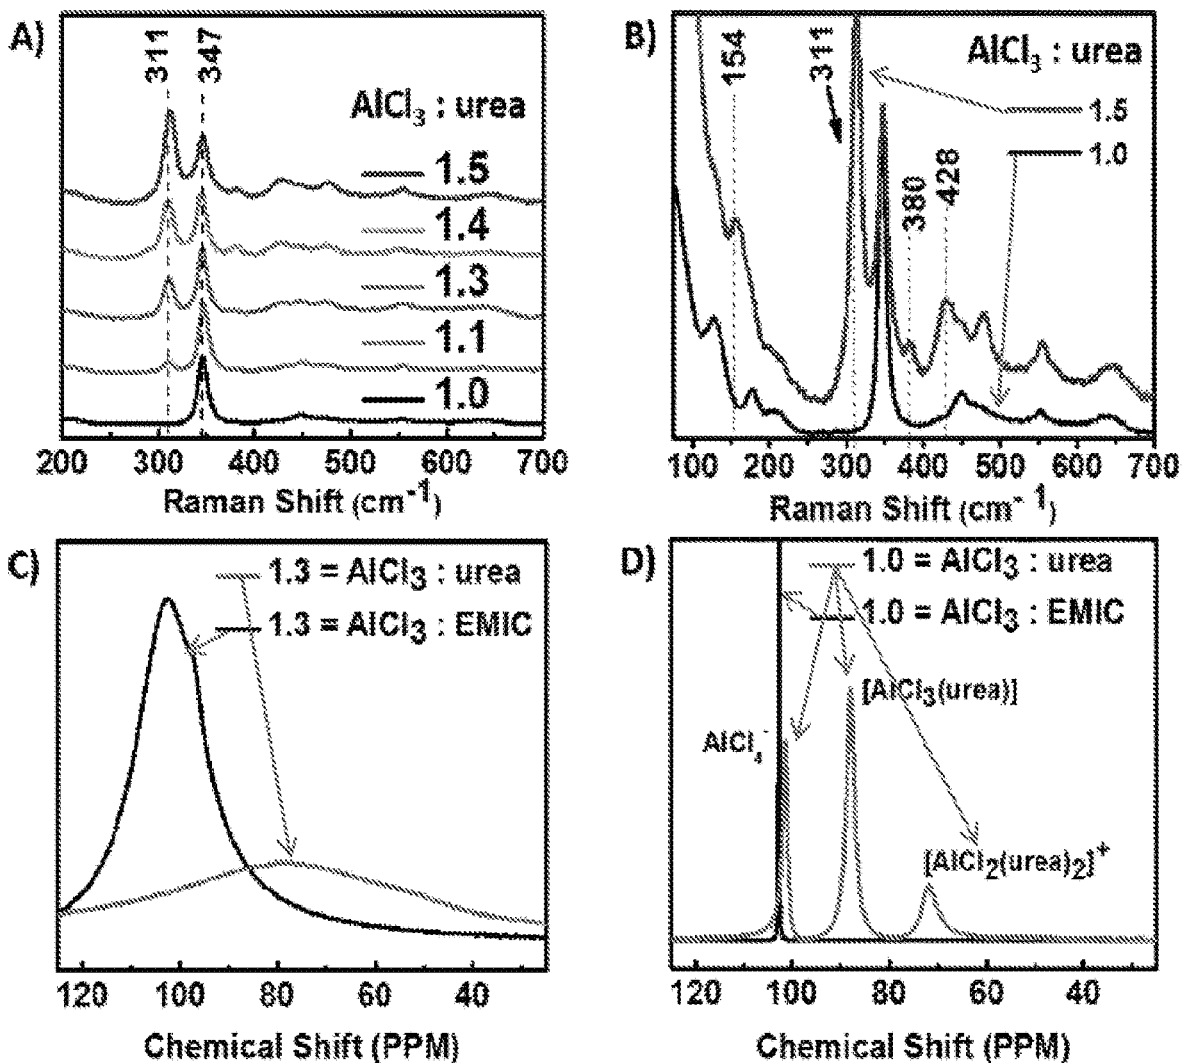 A)
311
347
AlCl3 : urea
1.5
1.4
1.3
1.1
1.0
200 300 400 500 600 700
Raman Shift (cm-1)
B)
154
311
380
428
AlCl3 : urea
1.5
1.0
100 200 300 400 500 600 700
Raman Shift (cm- 1)
C)
1.3 = AlCl3 : urea
1.3 = AlCl3 : EMIC
120 100 80 60 40
Chemical Shift (PPM)
D)
1.0 = AlCl3 : urea
1.0 = AlCl3 : EMIC
[AlCl3(urea)]
AlCl4-
[AlCl2(urea)2]+
120 100 80 60 40
Chemical Shift (PPM)